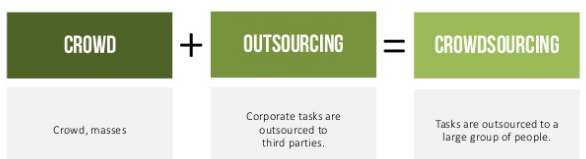 CROWD + OUTSOURCING = CROWDSOURCING
Crowd, masses
Corporate tasks are
outsourced to
third parties.
Tasks are outsourced to a
large group of people.